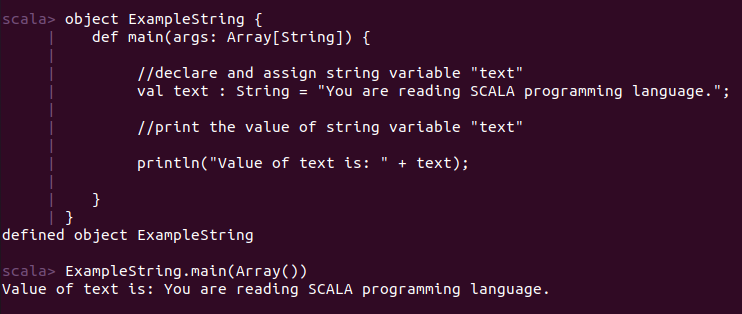 scala> object ExampleString {
     |    def main(args: Array[String]) {
     |
     |         //declare and assign string variable "text"
     |         val text : String = "You are reading SCALA programming language.";
     |
     |         //print the value of string variable "text"
     |
     |         println("Value of text is: " + text);
     |
     |    }
     | }
defined object ExampleString

scala> ExampleString.main(Array())
Value of text is: You are reading SCALA programming language.